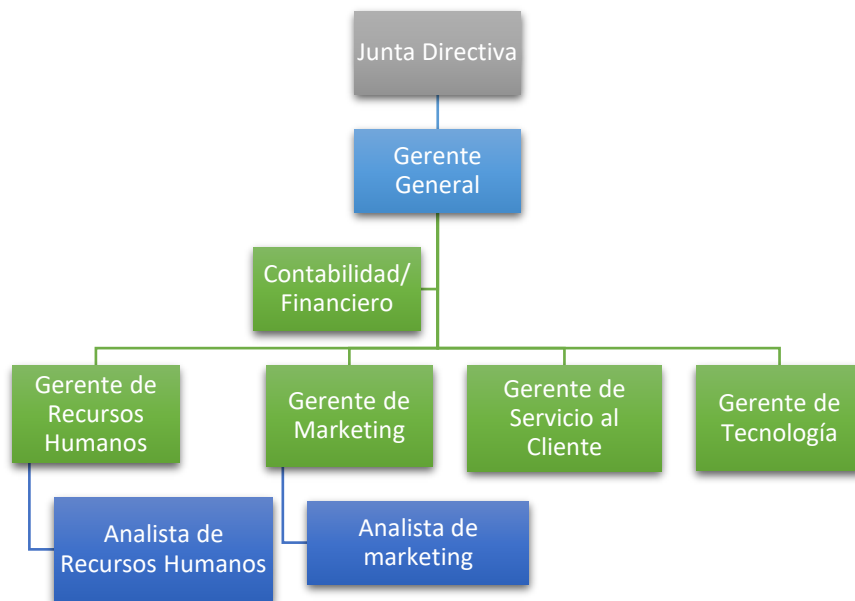 Junta Directiva
Gerente
General
Contabilidad/
Financiero
Gerente de
Recursos
Humanos
Gerente de
Marketing
Gerente de
Servicio al
Cliente
Gerente de
Tecnología
Analista de
Recursos Humanos
Analista de
marketing